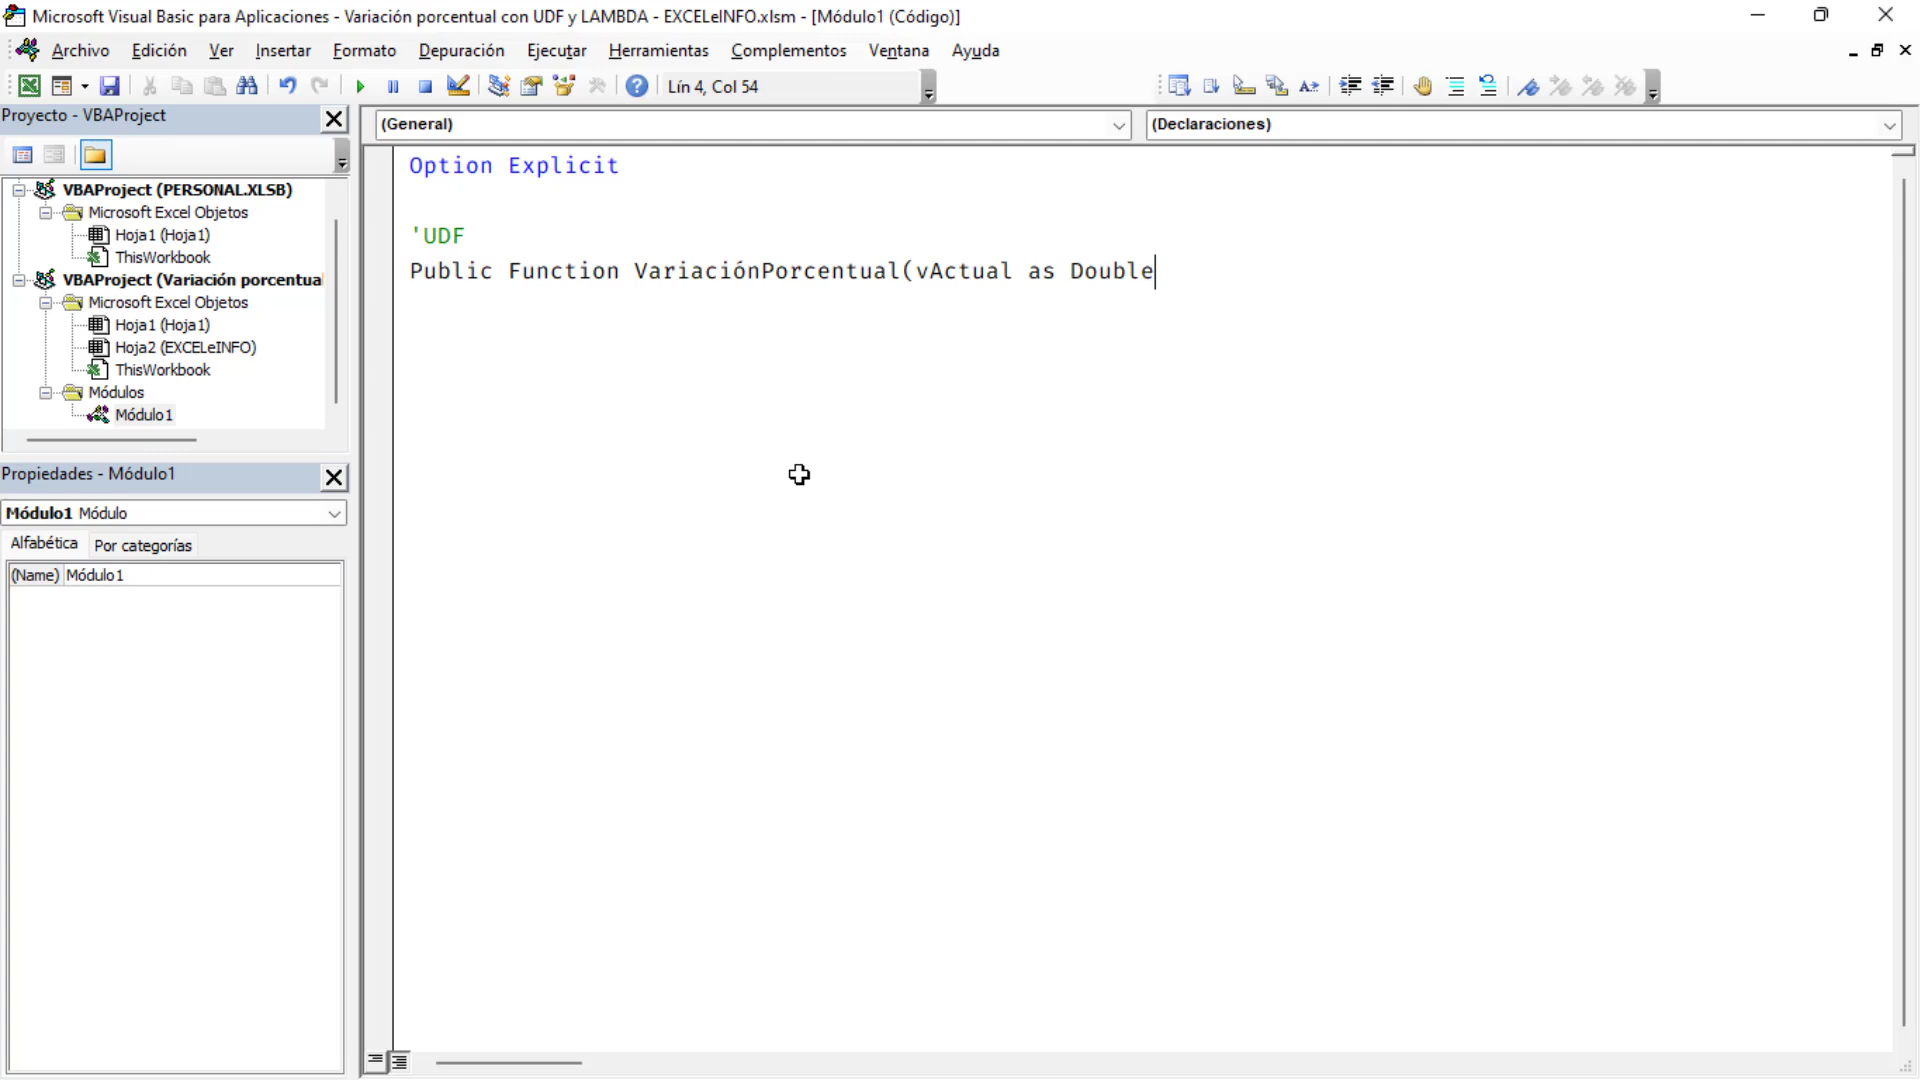 Microsoft Visual Basic para Aplicaciones - Variación porcentual con UDF y LAMBDA - EXCELeINFO.xlsm - [Módulo1 (Código)]
Archivo Edición Ver Insertar Formato Depuración Ejecutar Herramientas Complementos Ventana Ayuda
Lín 4, Col 54
Proyecto - VBAProject
(General)
(Declaraciones)
VBAProject (PERSONAL.XLSB)
Microsoft Excel Objetos
Hoja1 (Hoja1)
ThisWorkbook
VBAProject (Variación porcentua
Microsoft Excel Objetos
Hoja1 (Hoja1)
Hoja2 (EXCELeINFO)
ThisWorkbook
Módulos
Módulo1
Propiedades - Módulo1
Módulo1 Módulo
Alfabética Por categorías
(Name) Módulo1
Option Explicit
'UDF
Public Function VariaciónPorcentual(vActual as Double